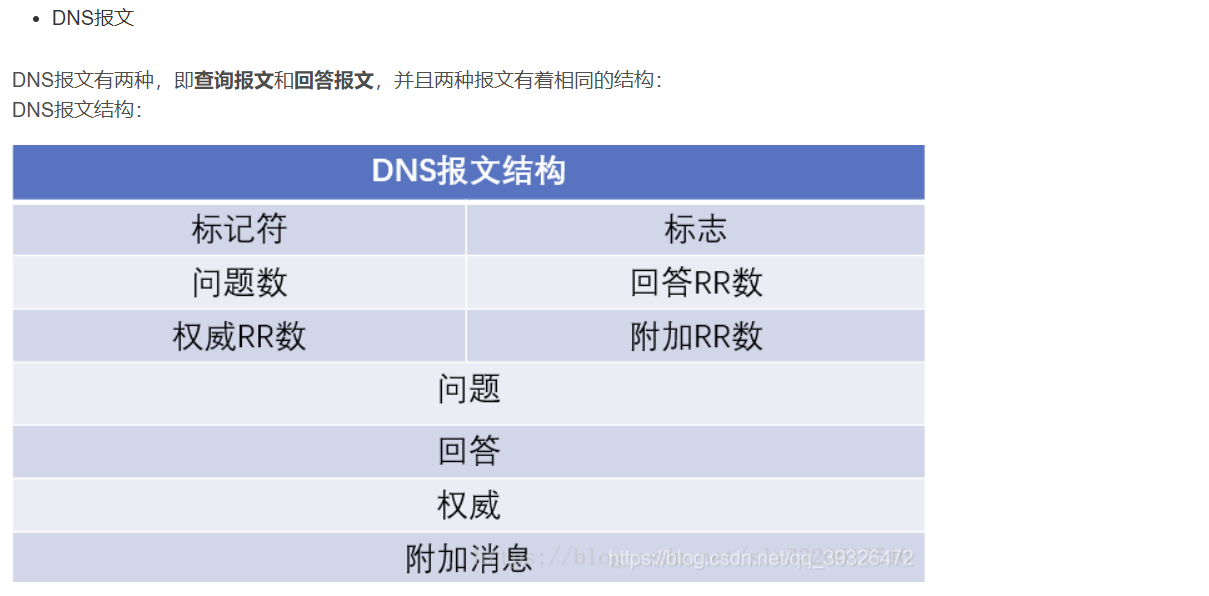 DNS报文
DNS报文有两种，即查询报文和回答报文，并且两种报文有着相同的结构：
DNS报文结构：
DNS报文结构
标记符 标志
问题数 回答RR数
权威RR数 附加RR数
问题
回答
权威
附加消息
https://blog.csdn.net/qq_39326472